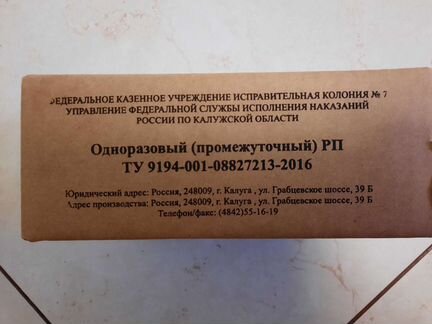 ФЕДЕРАЛЬНОЕ КАЗЕННОЕ УЧРЕЖДЕНИЕ ИСПРАВИТЕЛЬНАЯ КОЛОНИЯ № 7
УПРАВЛЕНИЕ ФЕДЕРАЛЬНОЙ СЛУЖБЫ ИСПОЛНЕНИЯ НАКАЗАНИЙ
РОССИИ ПО КАЛУЖСКОЙ ОБЛАСТИ
Одноразовый (промежуточный) РП
ТУ 9194-001-08827213-2016
Юридический адрес: Россия, 248009, г. Калуга , ул. Грабцевское шоссе, 39 Б
Адрес производства: Россия, 248009, г. Калуга , ул. Грабцевское шоссе, 39 Б
Телефон/факс: (4842)55-16-19